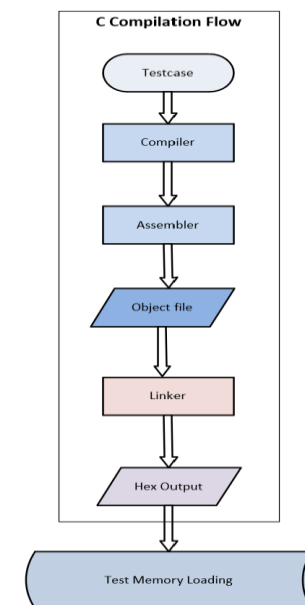 C Compilation Flow
Testcase
Compiler
Assembler
Object file
Linker
Hex Output
Test Memory Loading